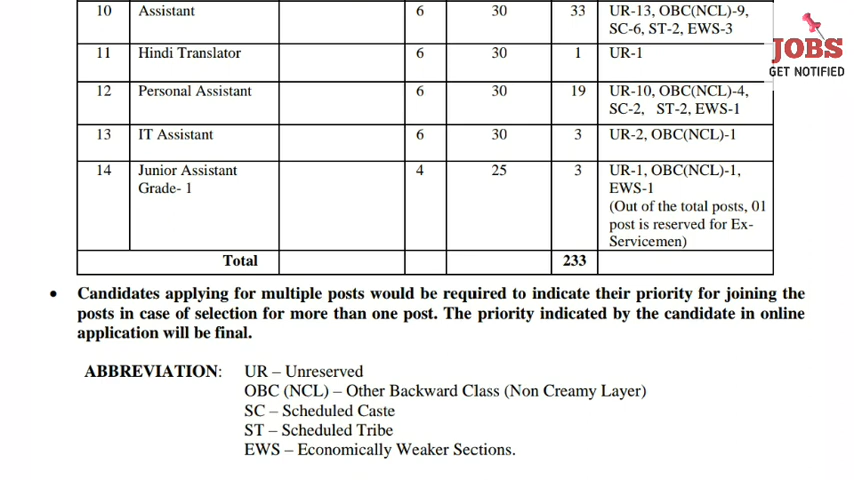 10 Assistant 6 30 33 UR-13, OBC(NCL)-9,
SC-6, ST-2, EWS-3
11 Hindi Translator 6 30 1 UR-1
12 Personal Assistant 6 30 19 UR-10, OBC(NCL)-4,
SC-2, ST-2, EWS-1
13 IT Assistant 6 30 3 UR-2, OBC(NCL)-1
14 Junior Assistant 4 25 3 UR-1, OBC(NCL)-1,
Grade- 1 EWS-1
(Out of the total posts, 01
post is reserved for Ex-
Servicemen)
Total 233
• Candidates applying for multiple posts would be required to indicate their priority for joining the
posts in case of selection for more than one post. The priority indicated by the candidate in online
application will be final.
ABBREVIATION: UR – Unreserved
OBC (NCL) – Other Backward Class (Non Creamy Layer)
SC – Scheduled Caste
ST – Scheduled Tribe
EWS – Economically Weaker Sections.
JOBS
GET NOTIFIED